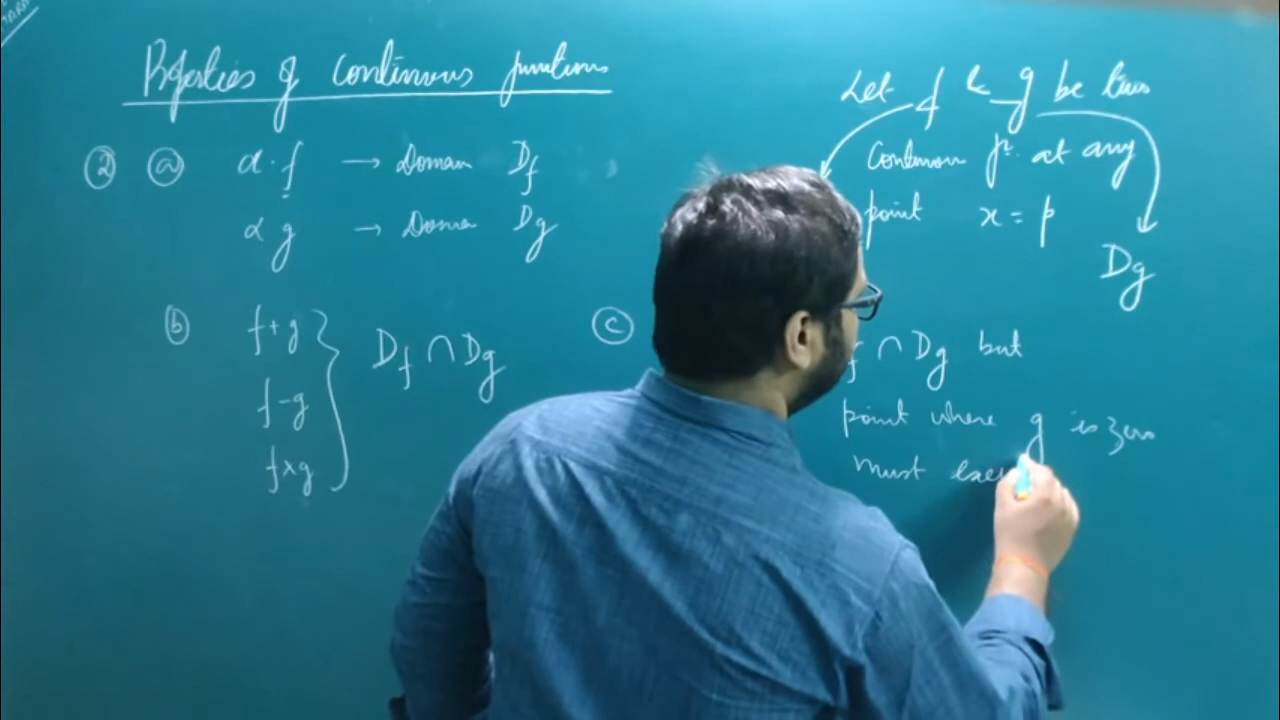 Properties of continuous functions
② ⓐ α.f → Domain Df
αg → Domain Dg
ⓑ f+g
f-g } Df ∩ Dg
f×g
Let f & g be two
continuous fⁿ. at any
point x = p
Dg
ⓒ
f ∩ Dg but
point where g is zero
must